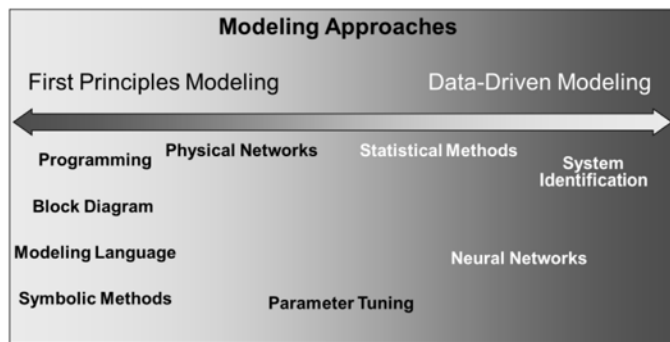 Modeling Approaches
First Principles Modeling
Data-Driven Modeling
Programming
Physical Networks
Statistical Methods
System
Identification
Block Diagram
Modeling Language
Neural Networks
Symbolic Methods
Parameter Tuning